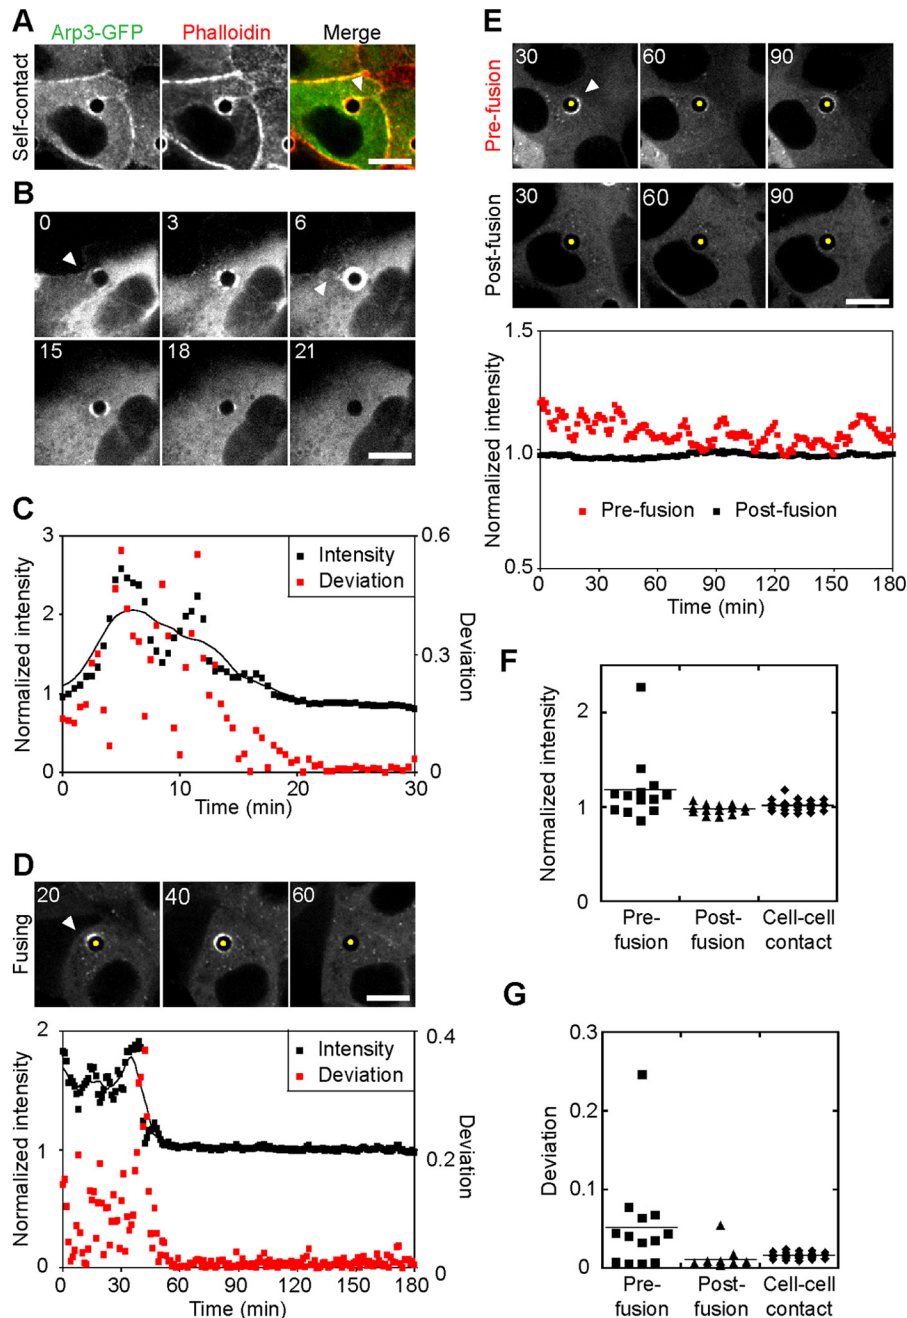 A
Arp3-GFP Phalloidin Merge
Self-contact
B
0 3 6
15 18 21
C
3
2
1
0
Normalized intensity
0.6
0.3
0
Deviation
Intensity
Deviation
0 10 20 30
Time (min)
D
Fusing
20 40 60
2
1
0
Normalized intensity
0.4
0.2
0
Deviation
Intensity
Deviation
0 30 60 90 120 150 180
Time (min)
E
Pre-fusion
30 60 90
Post-fusion
30 60 90
1.5
1.0
0.5
Normalized intensity
Pre-fusion Post-fusion
0 30 60 90 120 150 180
Time (min)
F
2
1
0
Normalized intensity
Pre- Post- Cell-cell
fusion fusion contact
G
0.3
0.2
0.1
0
Deviation
Pre- Post- Cell-cell
fusion fusion contact